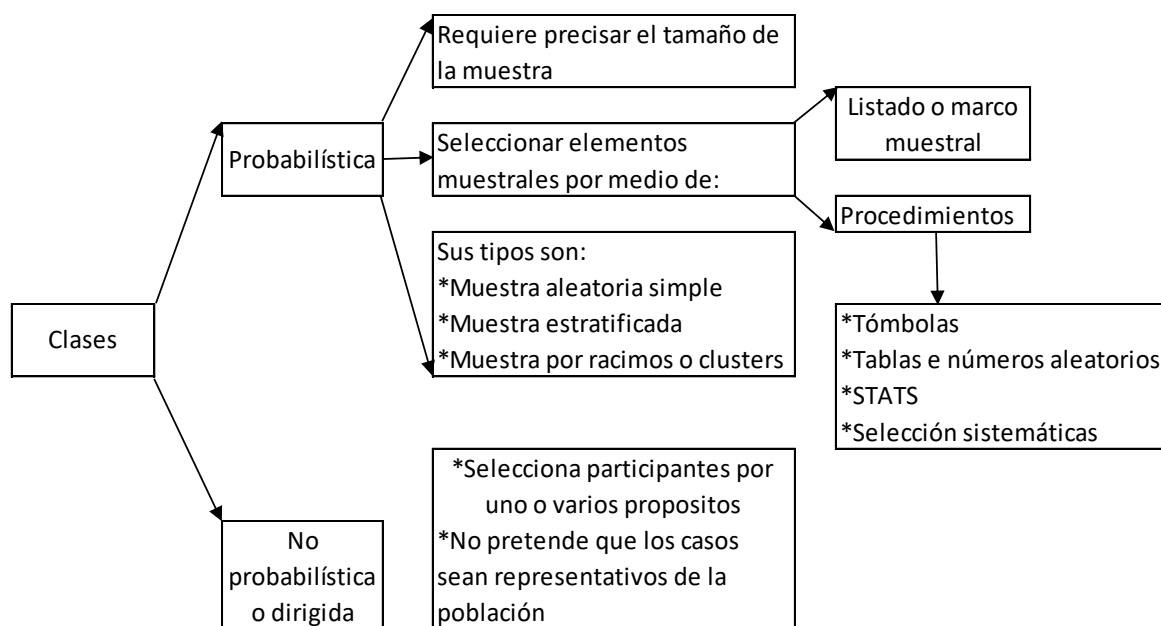 Clases
Probabilística
Requiere precisar el tamaño de
la muestra
Seleccionar elementos
muestrales por medio de:
Listado o marco
muestral
Procedimientos
*Tómbolas
*Tablas e números aleatorios
*STATS
*Selección sistemáticas
Sus tipos son:
*Muestra aleatoria simple
*Muestra estratificada
*Muestra por racimos o clusters
No
probabilística
o dirigida
*Selecciona participantes por
uno o varios propositos
*No pretende que los casos
sean representativos de la
población